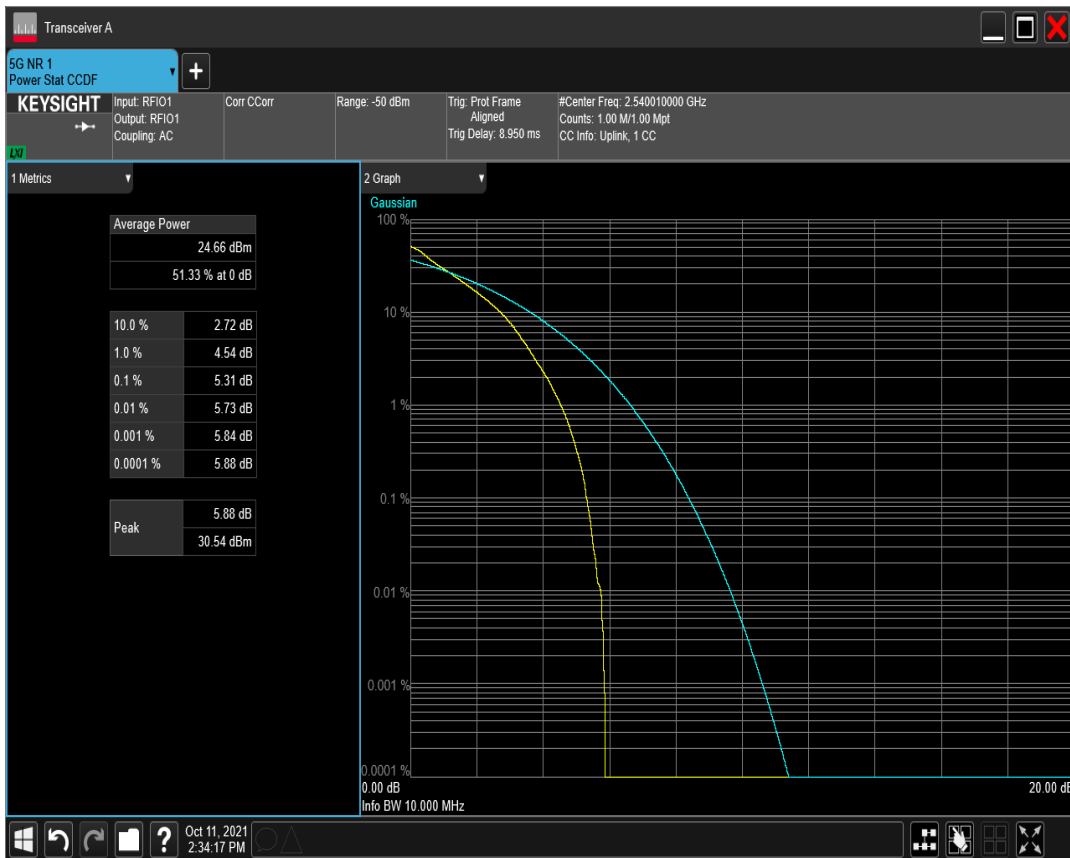 Transceiver A
5G NR 1
Power Stat CCDF
+
KEYSIGHT
LXI
Input: RFIO1
Output: RFIO1
Coupling: AC
Corr CCorr
Range: -50 dBm
Trig: Prot Frame
Aligned
Trig Delay: 8.950 ms
#Center Freq: 2.540010000 GHz
Counts: 1.00 M/1.00 Mpt
CC Info: Uplink, 1 CC
1 Metrics
Average Power
24.66 dBm
51.33 % at 0 dB
10.0 % 2.72 dB
1.0 % 4.54 dB
0.1 % 5.31 dB
0.01 % 5.73 dB
0.001 % 5.84 dB
0.0001 % 5.88 dB
Peak 5.88 dB
30.54 dBm
2 Graph
Gaussian
100 %
10 %
1 %
0.1 %
0.01 %
0.001 %
0.0001 %
0.00 dB 20.00 dB
Info BW 10.000 MHz
?
Oct 11, 2021
2:34:17 PM